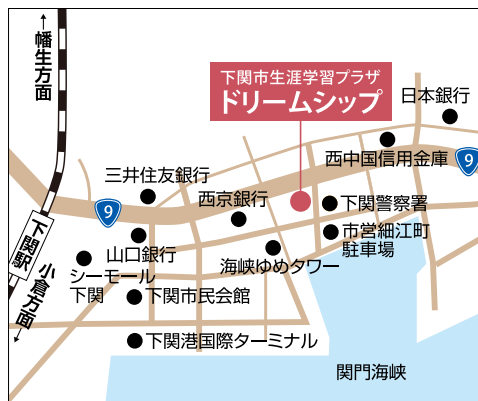 ←幡生方面
下関市生涯学習プラザ
ドリームシップ
日本銀行
西中国信用金庫
9
三井住友銀行
9
西京銀行
下関警察署
市営細江町
駐車場
山口銀行
海峡ゆめタワー
下関駅
シーモール
下関
小倉方面→
下関市民会館
下関港国際ターミナル
関門海峡